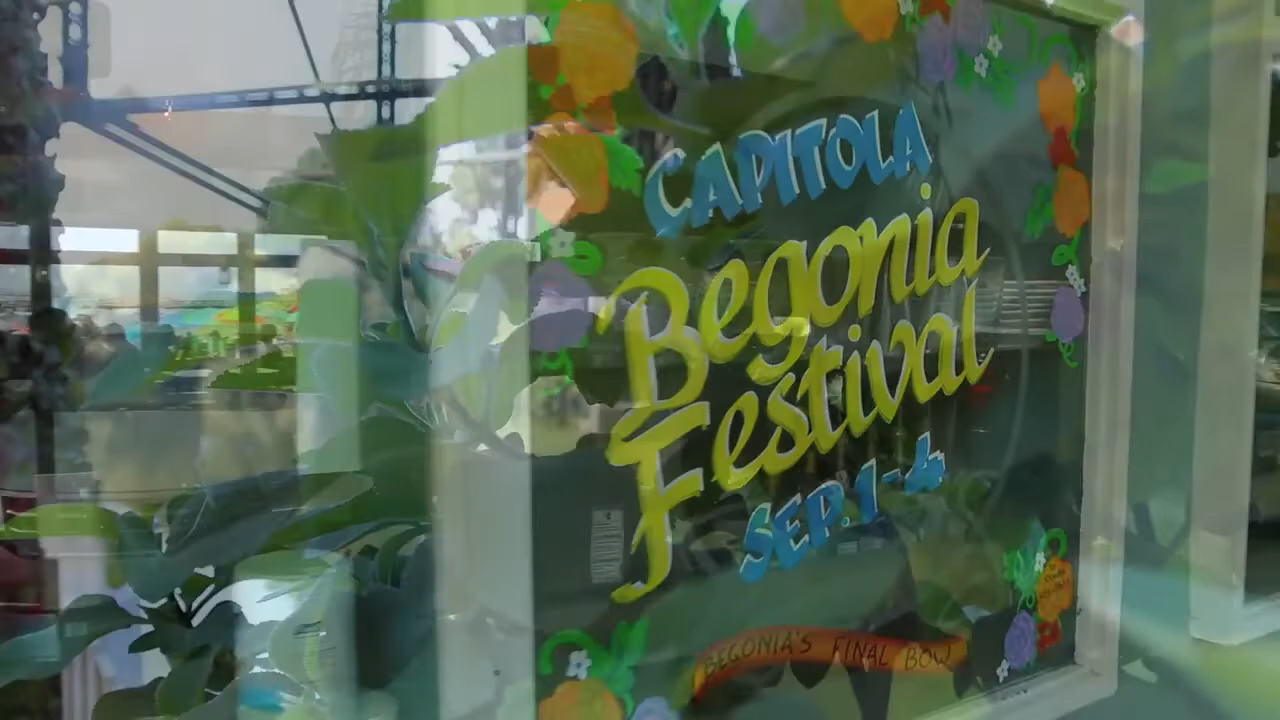 CAPITOLA
Begonia
Festival
SEP. 1-4
BEGONIA'S FINAL BOW